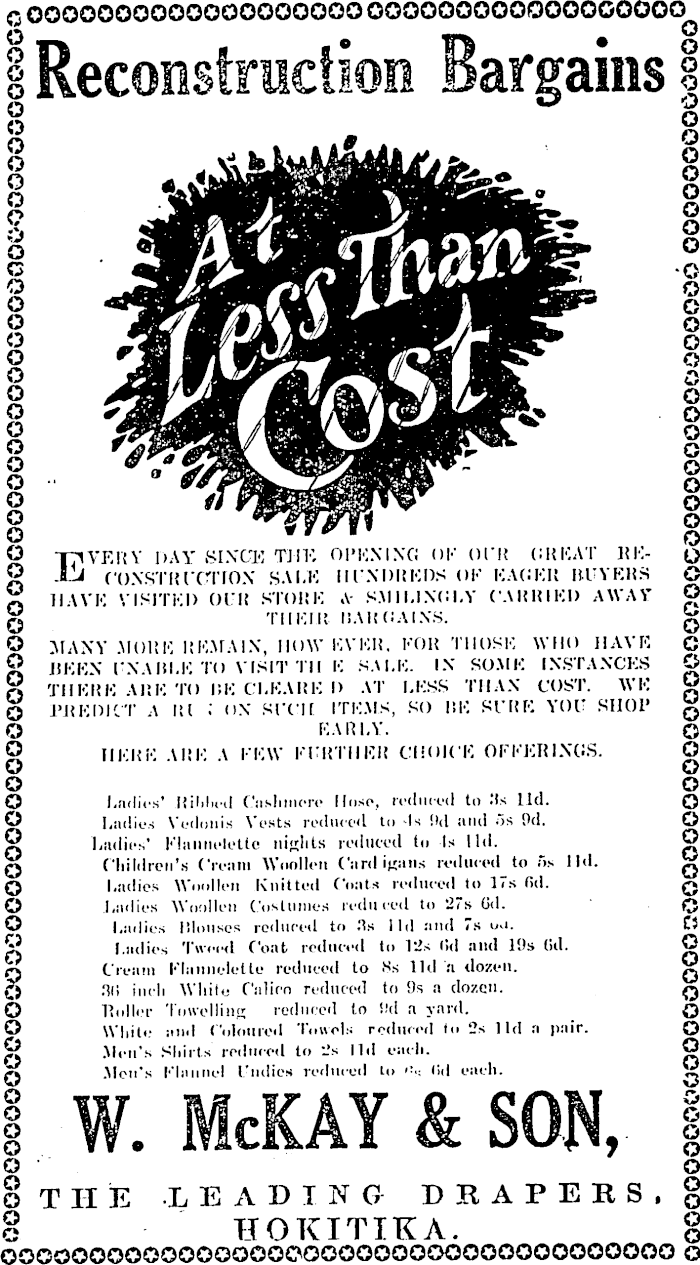 Reconstruction Bargains
At
Less Than
Cost
EVERY DAY SINCE THE OPENING OF OUR GREAT RE-
CONSTRUCTION SALE HUNDREDS OF EAGER BUYERS
HAVE VISITED OUR STORE & SMILINGLY CARRIED AWAY
THEIR BARGAINS.
MANY MORE REMAIN, HOWEVER, FOR THOSE WHO HAVE
BEEN UNABLE TO VISIT THE SALE. IN SOME INSTANCES
THERE ARE TO BE CLEARED AT LESS THAN COST. WE
PREDICT A ON SUCH ITEMS, SO BE SURE YOU SHOP
EARLY.
HERE ARE A FEW FURTHER CHOICE OFFERINGS.
Ladies' Ribbed Cashmere Hose, reduced to 3s 11d.
Ladies Vedonis Vests reduced to 4s 9d and 5s 9d.
Ladies' Flannelette nights reduced to 4s 11d.
Children's Cream Woollen Cardigans reduced to 5s 11d.
Ladies Woollen Knitted Coats reduced to 17s 6d.
Ladies Woollen Costumes reduced to 27s 6d.
Ladies Blouses reduced to 3s 11d and 7s
Ladies Tweed Coat reduced to 12s 6d and 19s 6d.
Cream Flannelette reduced to 8s 11d a dozen.
36 inch White Calico reduced to 9s a dozen.
Roller Towelling reduced to 9d a yard.
White and Coloured Towels reduced to 2s 11d a pair.
Men's Shirts reduced to 2s 11d each.
Men's Flannel Undies reduced to 6d each.
W. McKAY & SON,
THE LEADING DRAPERS,
HOKITIKA.